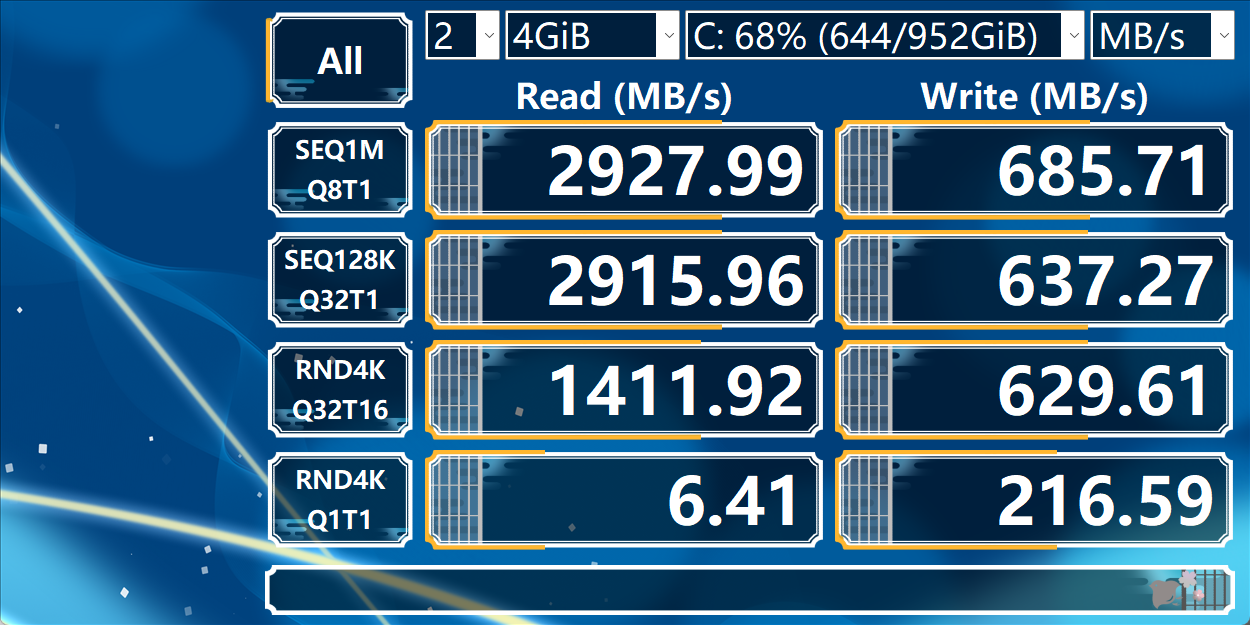 All 2 4GiB C: 68% (644/952GiB) MB/s
Read (MB/s) Write (MB/s)
SEQ1M
Q8T1
2927.99 685.71
SEQ128K
Q32T1
2915.96 637.27
RND4K
Q32T16
1411.92 629.61
RND4K
Q1T1
6.41 216.59